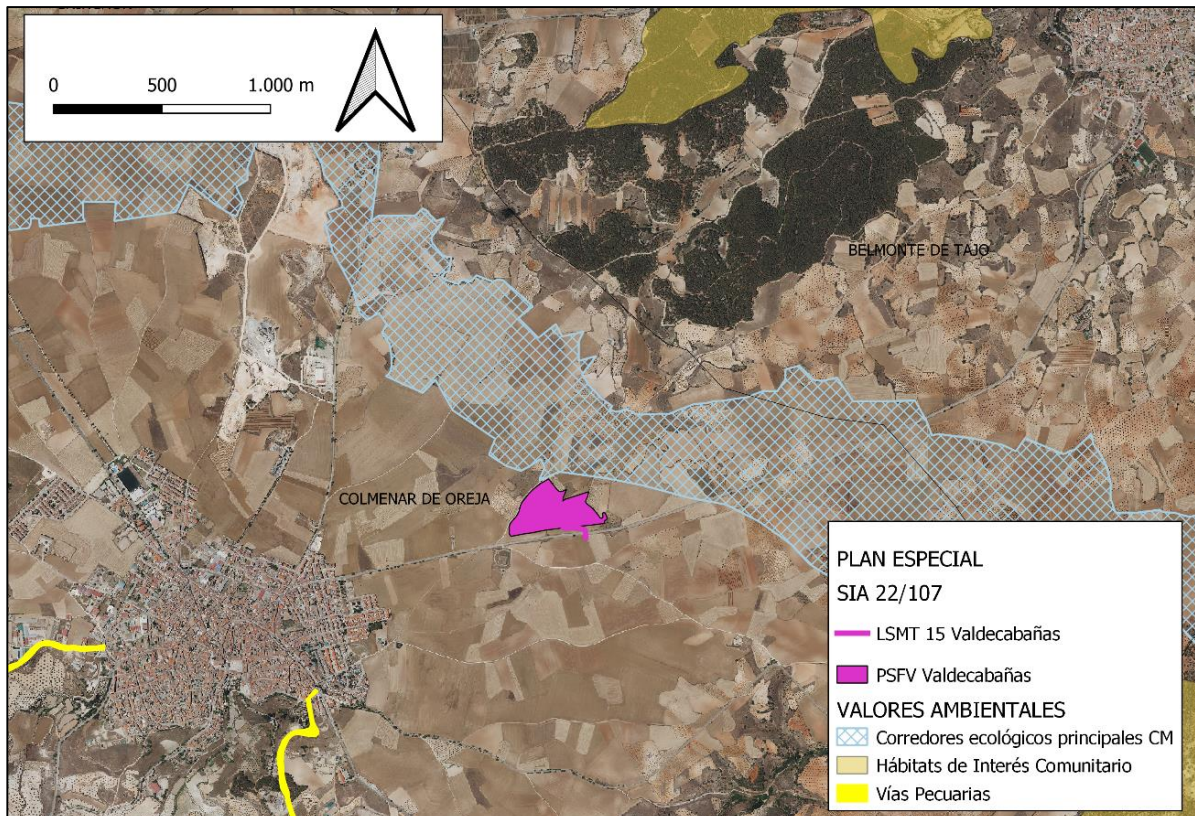 0 500 1.000 m
BELMONTE DE TAJO
COLMENAR DE OREJA
PLAN ESPECIAL
SIA 22/107
LSMT 15 Valdecabañas
PSFV Valdecabañas
VALORES AMBIENTALES
Corredores ecológicos principales CM
Hábitats de Interés Comunitario
Vías Pecuarias